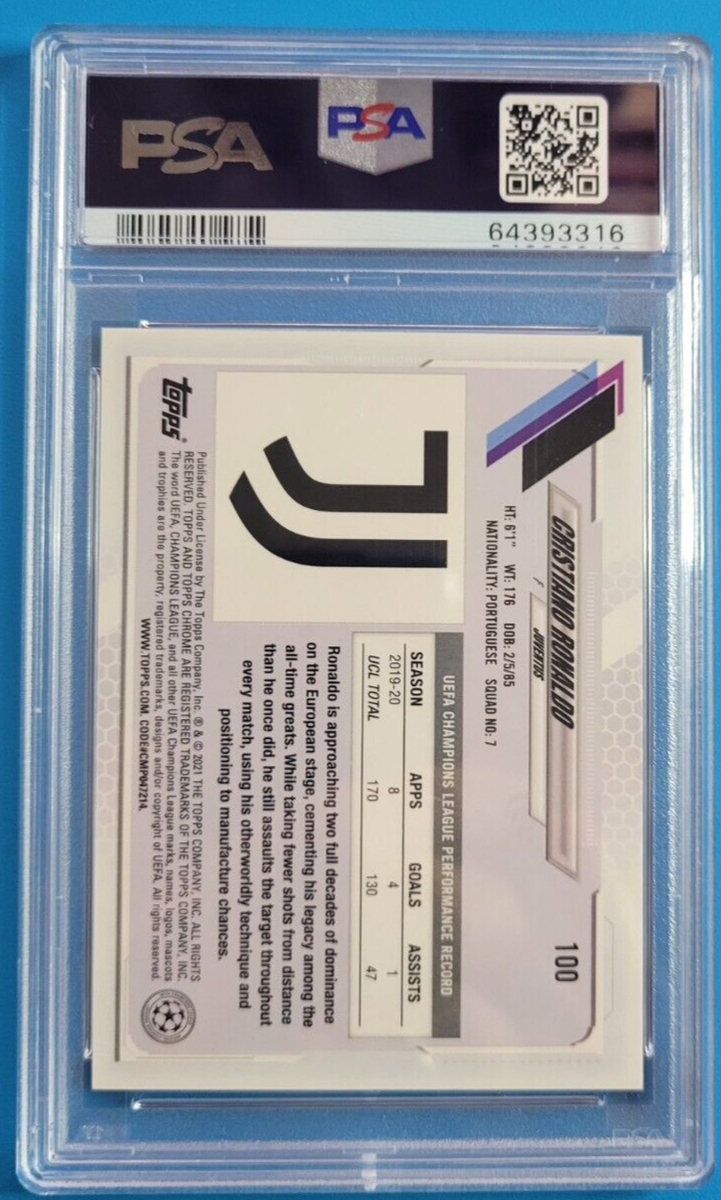 PSA
PSA
64393316
100
CRISTIANO RONALDO
F JUVENTUS
HT: 6'1" WT: 176 DOB: 2/5/85
NATIONALITY: PORTUGUESE SQUAD NO: 7
UEFA CHAMPIONS LEAGUE PERFORMANCE RECORD
SEASON APPS GOALS ASSISTS
2019-20 8 4 1
UCL TOTAL 170 130 47
Ronaldo is approaching two full decades of dominance
on the European stage, cementing his legacy among the
all-time greats. While taking fewer shots from distance
than he once did, he still assaults the target throughout
every match, using his otherworldly technique and
positioning to manufacture chances.
topps®
Published Under License by The Topps Company, Inc. ® & © 2021 THE TOPPS COMPANY, INC. ALL RIGHTS
RESERVED. TOPPS AND TOPPS CHROME ARE REGISTERED TRADEMARKS OF THE TOPPS COMPANY, INC.
The word UEFA, CHAMPIONS LEAGUE, and all other UEFA Champions League marks, names, logos, mascots
and trophies are the property, registered trademarks, designs and/or copyright of UEFA. All rights reserved.
WWW.TOPPS.COM. CODE#CMP047214.
PSA